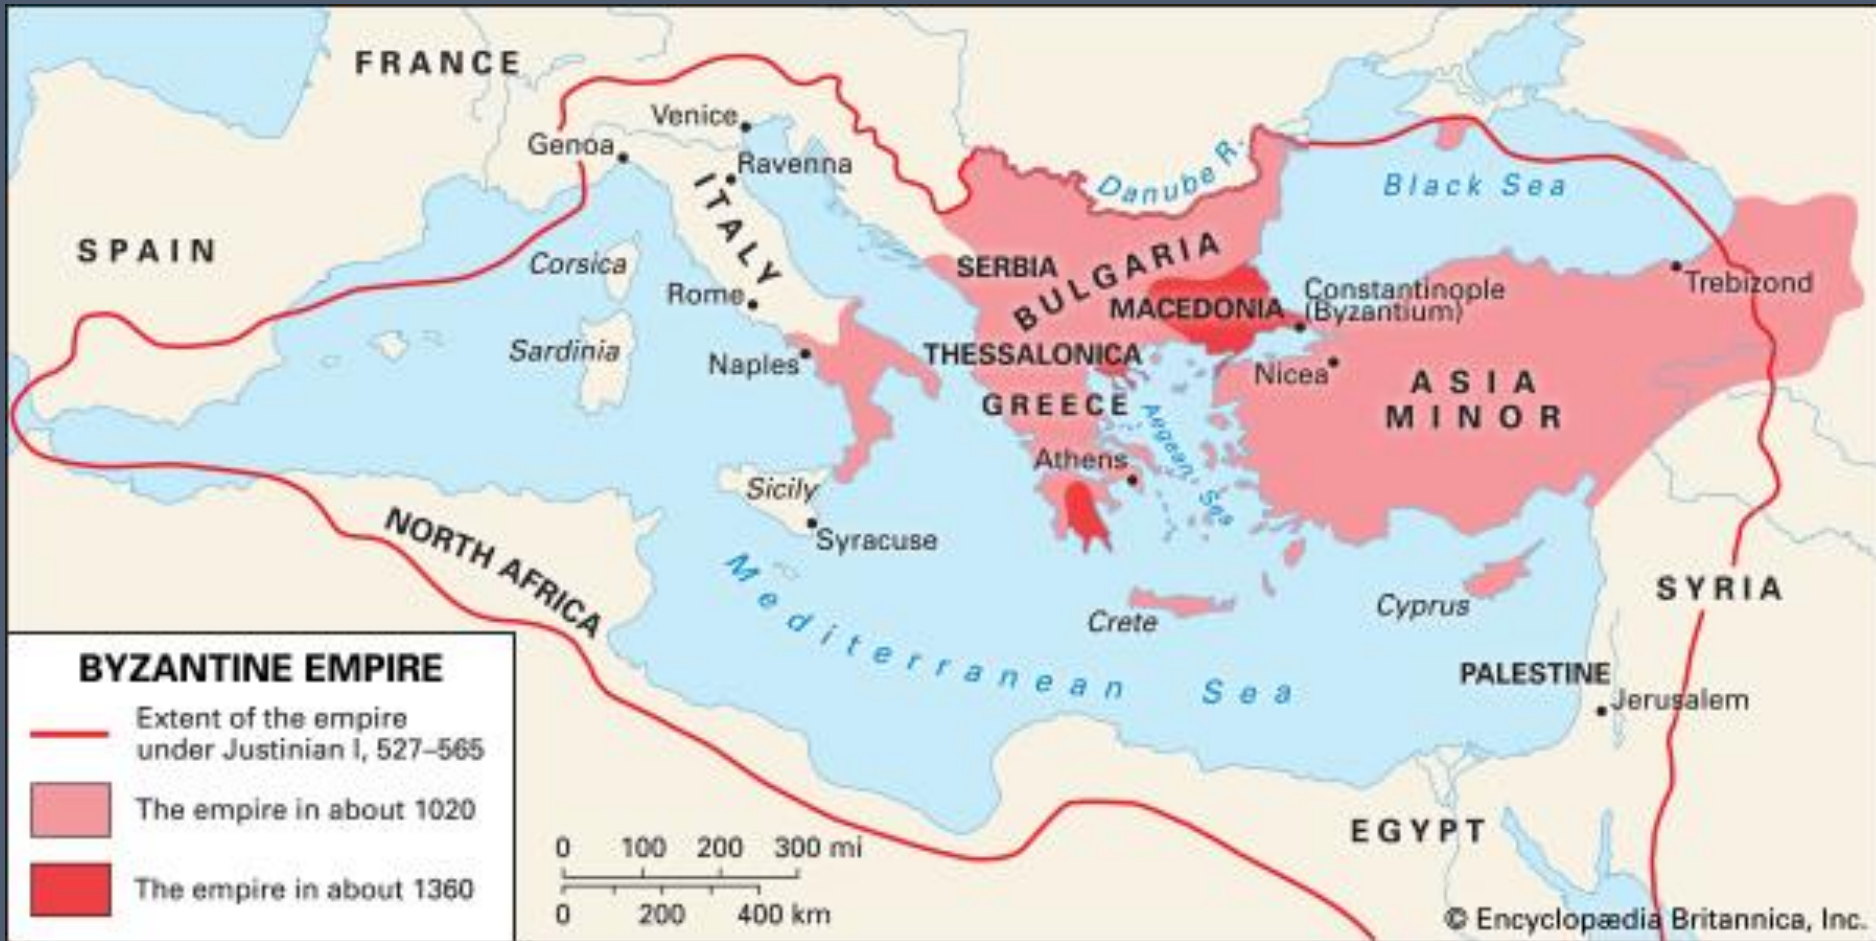 FRANCE
Venice
Genoa
Ravenna
ITALY
Danube R.
Black Sea
SPAIN
Corsica
SERBIA
BULGARIA
Rome
MACEDONIA
Constantinople
(Byzantium)
Trebizond
Sardinia
Naples
THESSALONICA
Nicea
ASIA
MINOR
GREECE
Aegean Sea
Athens
Sicily
Syracuse
NORTH AFRICA
Mediterranean Sea
Crete
Cyprus
SYRIA
PALESTINE
Jerusalem
EGYPT
BYZANTINE EMPIRE
Extent of the empire
under Justinian I, 527–565
The empire in about 1020
The empire in about 1360
0 100 200 300 mi
0 200 400 km
© Encyclopædia Britannica, Inc.